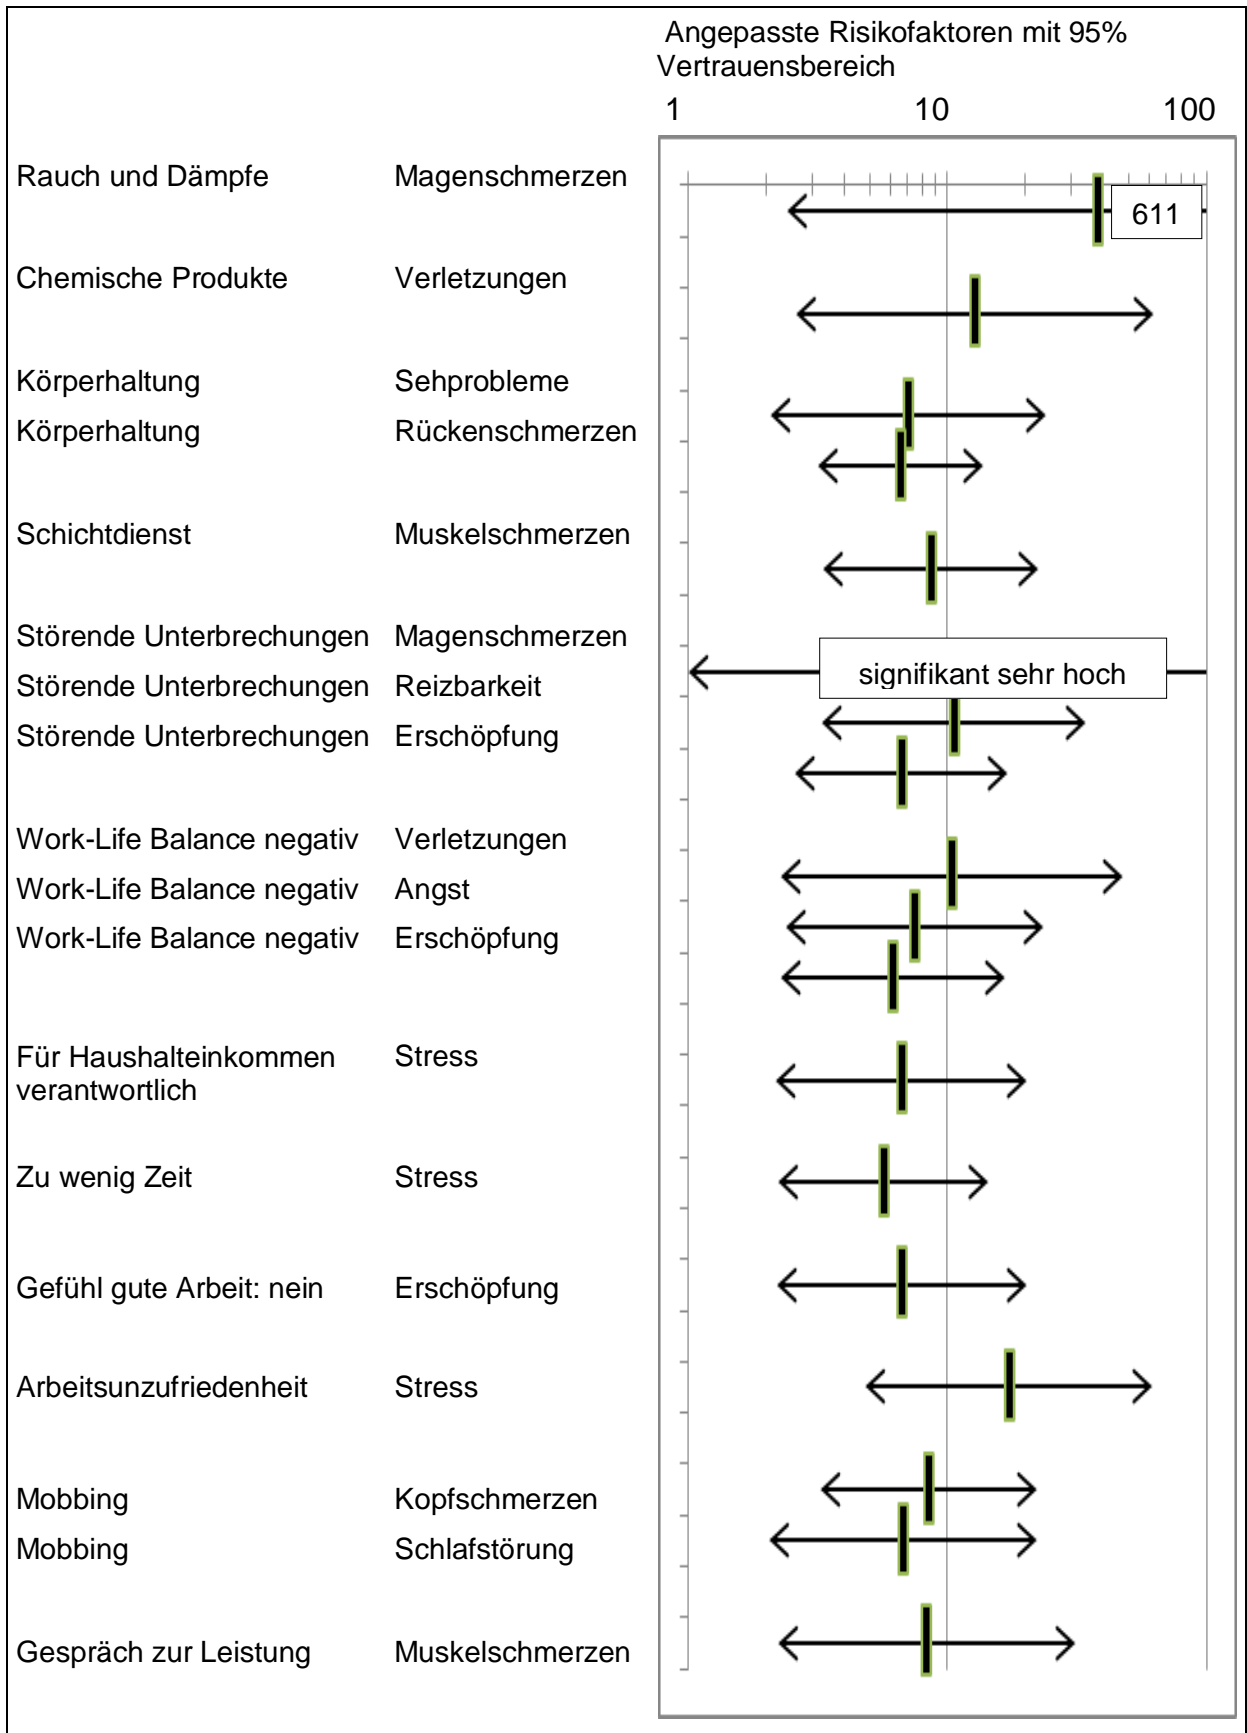 Angepasste Risikofaktoren mit 95%
Vertrauensbereich
1 10 100
Rauch und Dämpfe Magenschmerzen
611
Chemische Produkte Verletzungen
Körperhaltung Sehprobleme
Körperhaltung Rückenschmerzen
Schichtdienst Muskelschmerzen
Störende Unterbrechungen Magenschmerzen
signifikant sehr hoch
Störende Unterbrechungen Reizbarkeit
Störende Unterbrechungen Erschöpfung
Work-Life Balance negativ Verletzungen
Work-Life Balance negativ Angst
Work-Life Balance negativ Erschöpfung
Für Haushalteinkommen Stress
verantwortlich
Zu wenig Zeit Stress
Gefühl gute Arbeit: nein Erschöpfung
Arbeitsunzufriedenheit Stress
Mobbing Kopfschmerzen
Mobbing Schlafstörung
Gespräch zur Leistung Muskelschmerzen